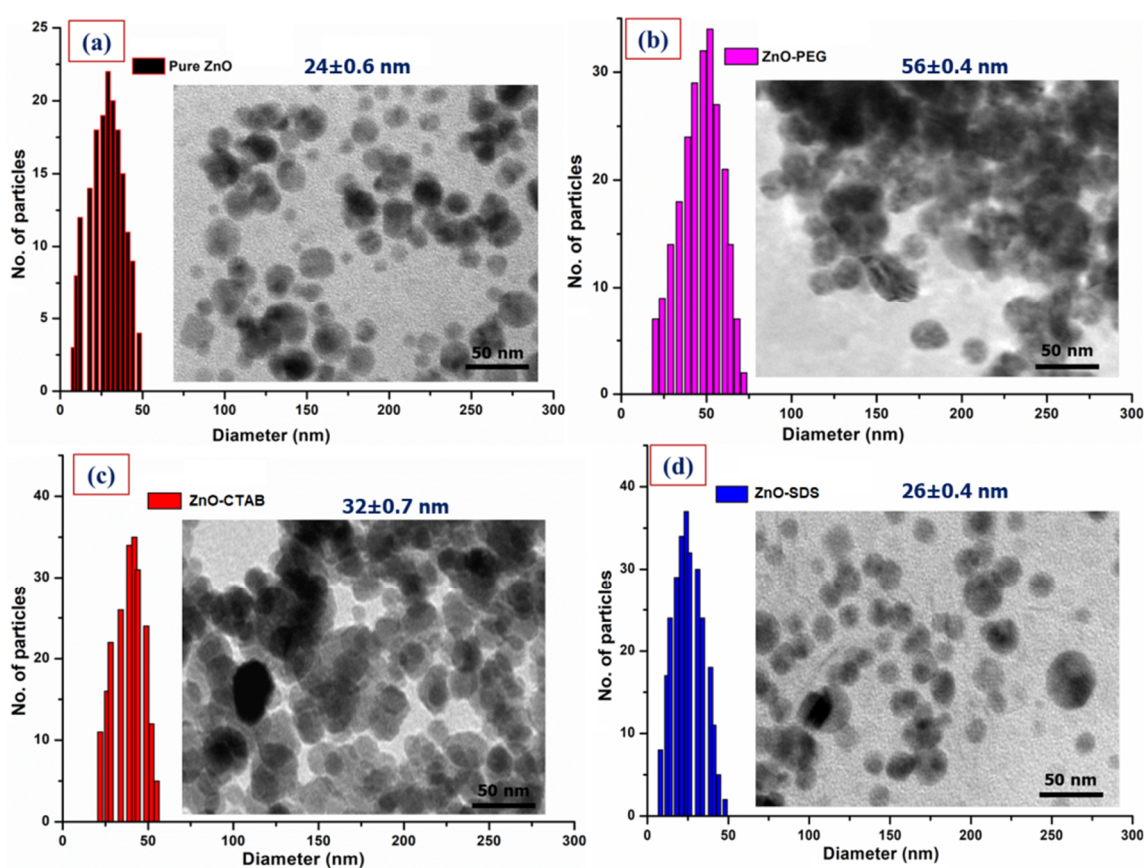 (a)
Pure ZnO
24±0.6 nm
No. of particles
25
20
15
10
5
0
50 nm
0 50 100 150 200 250 300
Diameter (nm)
(b)
ZnO-PEG
56±0.4 nm
No. of particles
30
20
10
0
50 nm
0 50 100 150 200 250 300
Diameter (nm)
(c)
ZnO-CTAB
32±0.7 nm
No. of particles
40
30
20
10
0
50 nm
0 50 100 150 200 250 300
Diameter (nm)
(d)
ZnO-SDS
26±0.4 nm
No. of particles
40
30
20
10
0
50 nm
0 50 100 150 200 250 300
Diameter (nm)